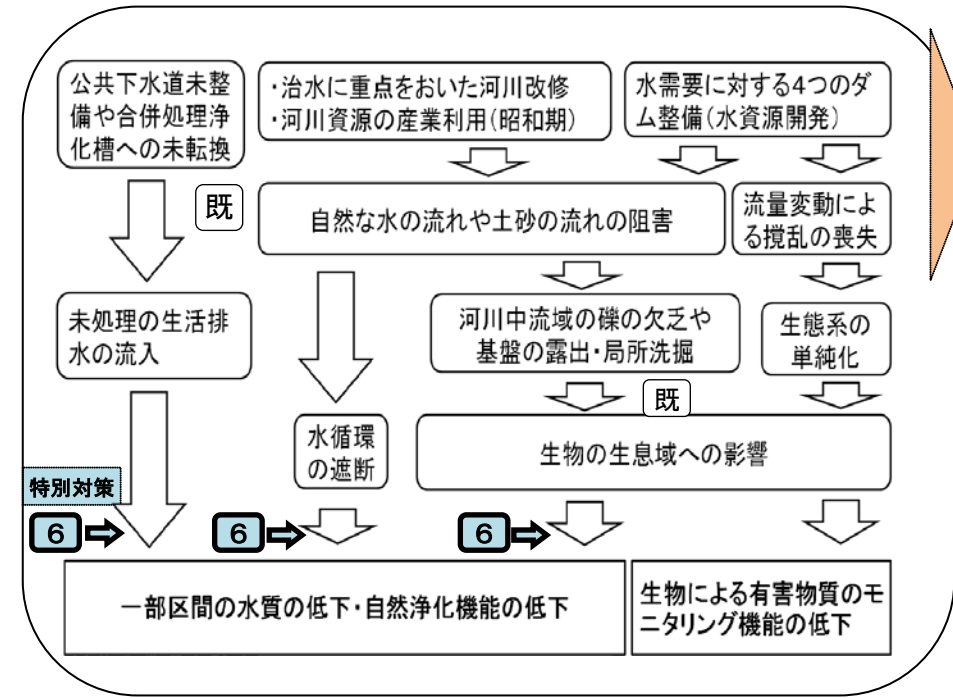 公共下水道未整
備や合併処理浄
化槽への未転換
・治水に重点をおいた河川改修
・河川資源の産業利用(昭和期)
水需要に対する4つのダ
ム整備(水資源開発)
既
自然な水の流れや土砂の流れの阻害
流量変動によ
る撹乱の喪失
未処理の生活排
水の流入
河川中流域の礫の欠乏や
基盤の露出・局所洗掘
生態系の
単純化
既
水循環
の遮断
生物の生息域への影響
特別対策
6
6
6
一部区間の水質の低下・自然浄化機能の低下
生物による有害物質のモ
ニタリング機能の低下